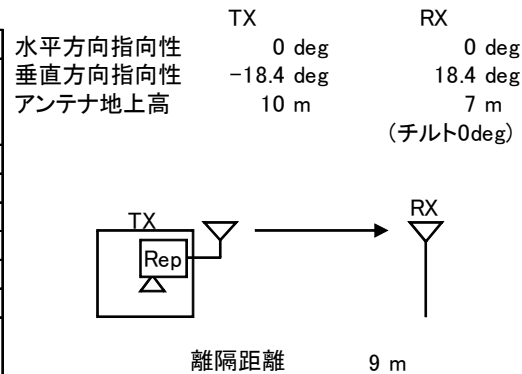 TX RX
水平方向指向性 0 deg 0 deg
垂直方向指向性 -18.4 deg 18.4 deg
アンテナ地上高 10 m 7 m
(チルト0deg)
TX RX
Rep
離隔距離 9 m